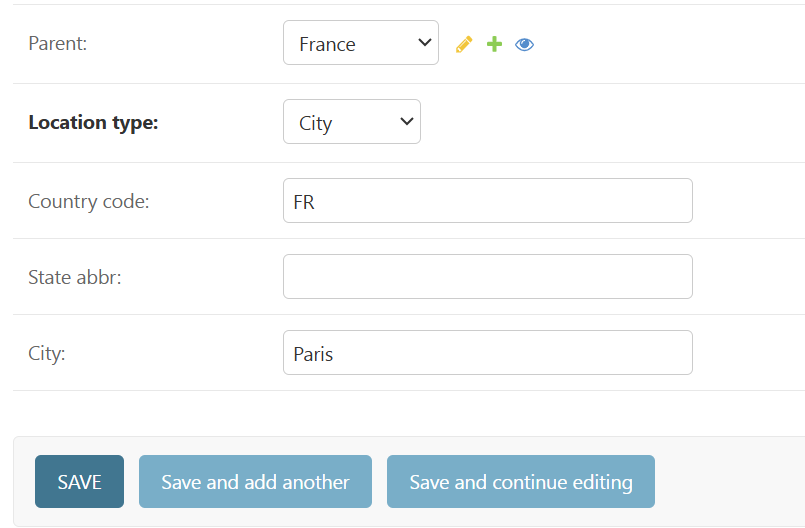 Parent: France
Location type: City
Country code: FR
State abbr:
City: Paris
SAVE Save and add another Save and continue editing